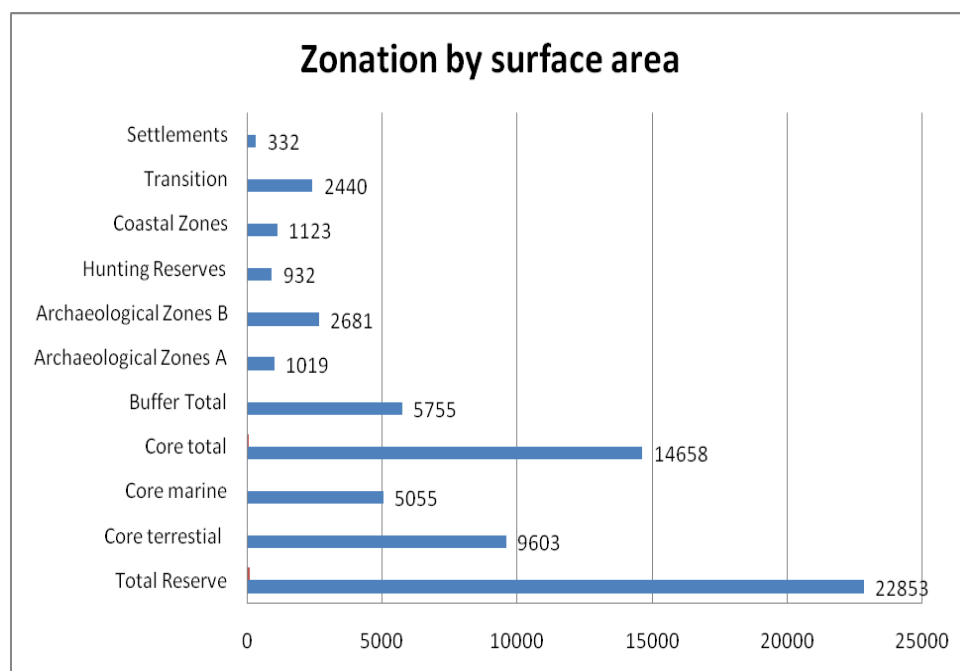 Zonation by surface area
Settlements 332
Transition 2440
Coastal Zones 1123
Hunting Reserves 932
Archaeological Zones B 2681
Archaeological Zones A 1019
Buffer Total 5755
Core total 14658
Core marine 5055
Core terrestial 9603
Total Reserve 22853
0 5000 10000 15000 20000 25000